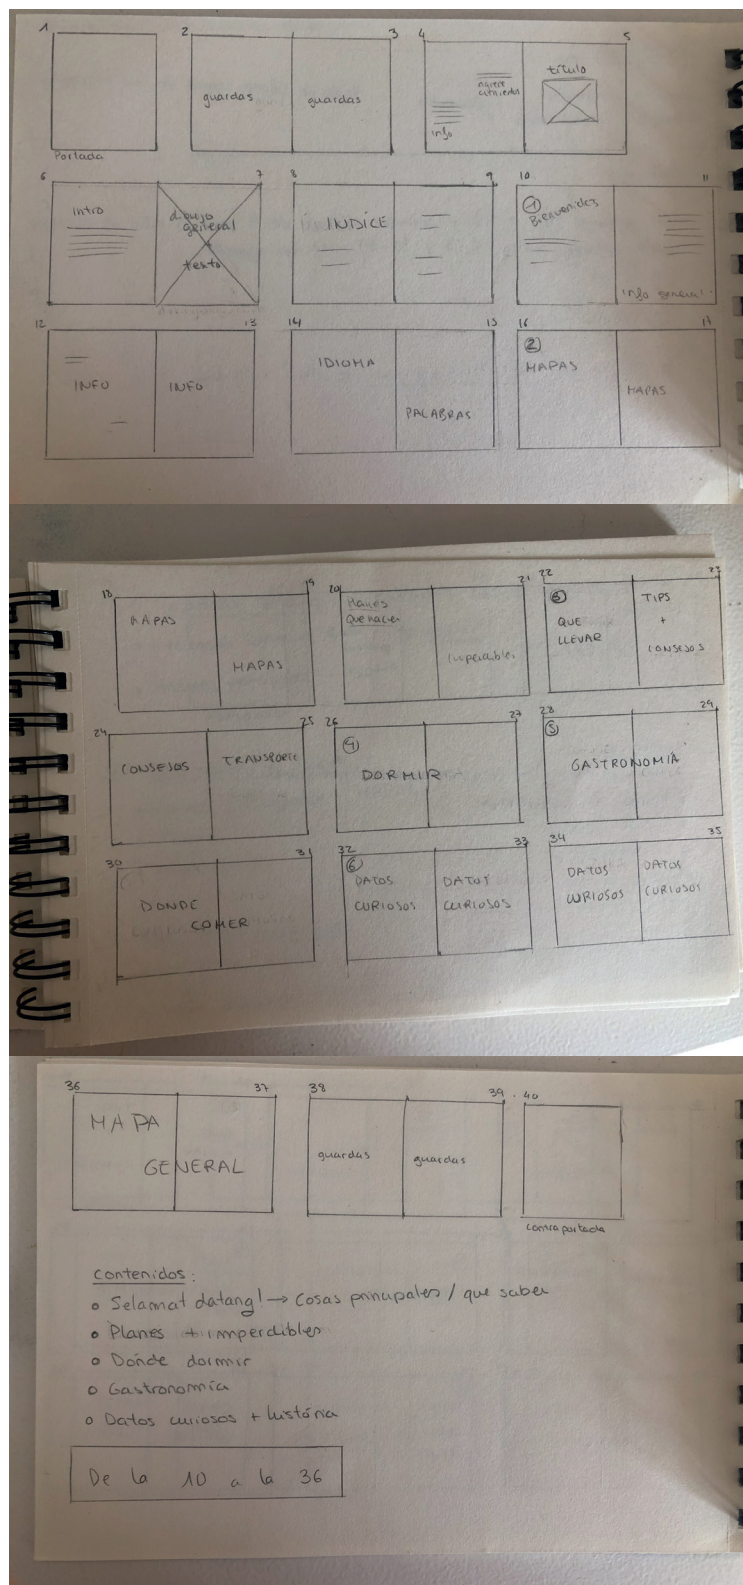 1
2
3
4
5
guardas
guardas
info
título
Portada
6
7
8
9
10
11
intro
dibujo
general
+
texto
INDÍCE
1
Bienvenidos
info general
12
13
14
15
16
17
INFO
INFO
IDIOMA
PALABRAS
2
MAPAS
MAPAS
18
19
20
21
22
23
MAPAS
MAPAS
Planes
Que hacer
Imperdibles
3
QUE
LLEVAR
TIPS
+
CONSEJOS
24
25
26
27
28
29
CONSEJOS
TRANSPORTE
4
DORMIR
5
GASTRONOMÍA
30
31
32
33
34
35
DONDE
COMER
6
DATOS
CURIOSOS
DATOS
CURIOSOS
DATOS
CURIOSOS
DATOS
CURIOSOS
36
37
38
39
40
MAPA
GENERAL
guardas
guardas
contraportada
contenidos:
Selamat datang! → Cosas principales / que saber
Planes + imperdibles
Dónde dormir
Gastronomía
Datos curiosos + história
De la 10 a la 36